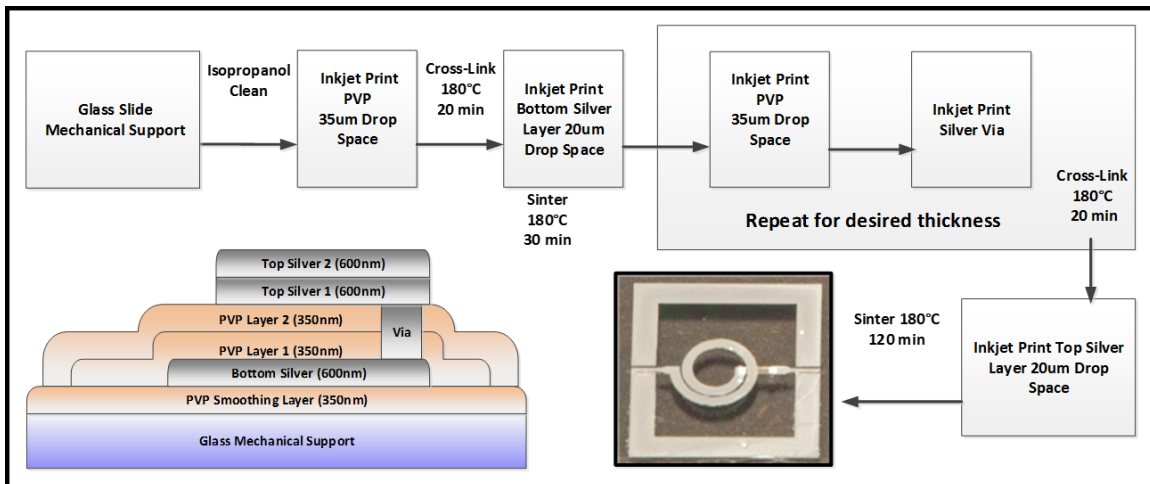 Glass Slide
Mechanical Support
Isopropanol
Clean
Inkjet Print
PVP
35um Drop
Space
Cross-Link
180°C
20 min
Inkjet Print
Bottom Silver
Layer 20um
Drop Space
Sinter
180°C
30 min
Inkjet Print
PVP
35um Drop
Space
Inkjet Print
Silver Via
Repeat for desired thickness
Cross-Link
180°C
20 min
Inkjet Print Top Silver
Layer 20um Drop
Space
Sinter 180°C
120 min
Top Silver 2 (600nm)
Top Silver 1 (600nm)
PVP Layer 2 (350nm)
Via
PVP Layer 1 (350nm)
Bottom Silver (600nm)
PVP Smoothing Layer (350nm)
Glass Mechanical Support